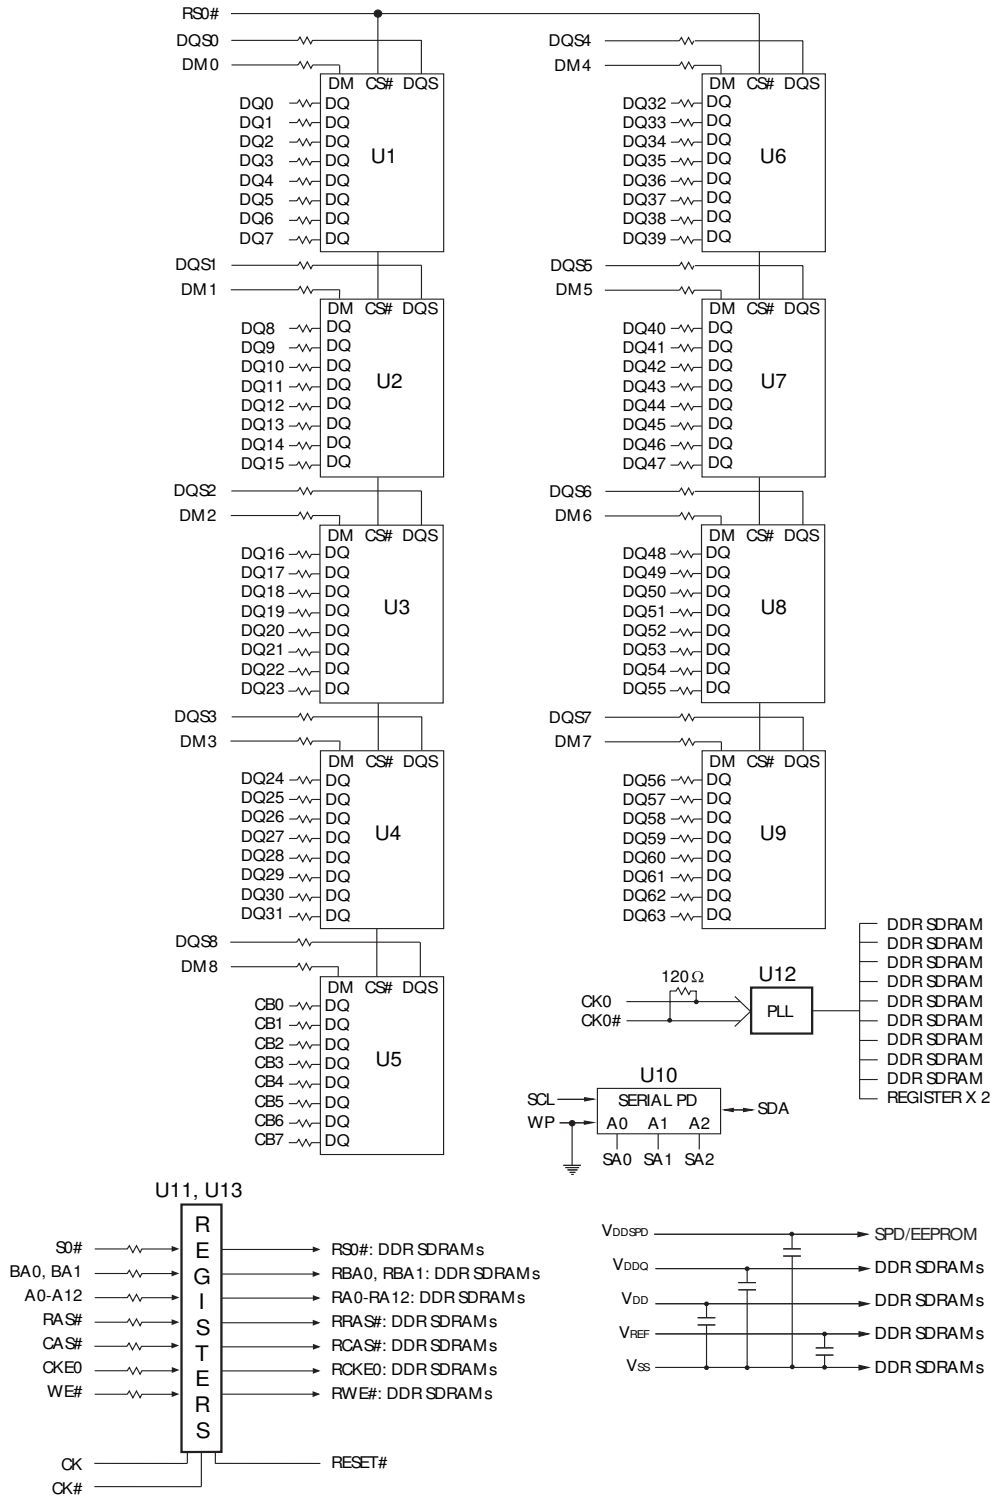 RS0#
DQS0
DM0
DM CS# DQS
DQ0 DQ
DQ1 DQ
DQ2 DQ
DQ3 DQ
DQ4 DQ
DQ5 DQ
DQ6 DQ
DQ7 DQ
U1
DQS1
DM1
DM CS# DQS
DQ8 DQ
DQ9 DQ
DQ10 DQ
DQ11 DQ
DQ12 DQ
DQ13 DQ
DQ14 DQ
DQ15 DQ
U2
DQS2
DM2
DM CS# DQS
DQ16 DQ
DQ17 DQ
DQ18 DQ
DQ19 DQ
DQ20 DQ
DQ21 DQ
DQ22 DQ
DQ23 DQ
U3
DQS3
DM3
DM CS# DQS
DQ24 DQ
DQ25 DQ
DQ26 DQ
DQ27 DQ
DQ28 DQ
DQ29 DQ
DQ30 DQ
DQ31 DQ
U4
DQS8
DM8
DM CS# DQS
CB0 DQ
CB1 DQ
CB2 DQ
CB3 DQ
CB4 DQ
CB5 DQ
CB6 DQ
CB7 DQ
U5
DQS4
DM4
DM CS# DQS
DQ32 DQ
DQ33 DQ
DQ34 DQ
DQ35 DQ
DQ36 DQ
DQ37 DQ
DQ38 DQ
DQ39 DQ
U6
DQS5
DM5
DM CS# DQS
DQ40 DQ
DQ41 DQ
DQ42 DQ
DQ43 DQ
DQ44 DQ
DQ45 DQ
DQ46 DQ
DQ47 DQ
U7
DQS6
DM6
DM CS# DQS
DQ48 DQ
DQ49 DQ
DQ50 DQ
DQ51 DQ
DQ52 DQ
DQ53 DQ
DQ54 DQ
DQ55 DQ
U8
DQS7
DM7
DM CS# DQS
DQ56 DQ
DQ57 DQ
DQ58 DQ
DQ59 DQ
DQ60 DQ
DQ61 DQ
DQ62 DQ
DQ63 DQ
U9
120 Ω
CK0
CK0#
U12
PLL
DDR SDRAM
DDR SDRAM
DDR SDRAM
DDR SDRAM
DDR SDRAM
DDR SDRAM
DDR SDRAM
DDR SDRAM
DDR SDRAM
REGISTER X 2
U10
SCL
WP
SERIAL PD
A0 A1 A2
SDA
SA0 SA1 SA2
U11, U13
REGISTERS
S0#
BA0, BA1
A0-A12
RAS#
CAS#
CKE0
WE#
CK
CK#
RS0#: DDR SDRAMs
RBA0, RBA1: DDR SDRAMs
RA0-RA12: DDR SDRAMs
RRAS#: DDR SDRAMs
RCAS#: DDR SDRAMs
RCKE0: DDR SDRAMs
RWE#: DDR SDRAMs
RESET#
VDDSPD SPD/EEPROM
VDDQ DDR SDRAMs
VDD DDR SDRAMs
VREF DDR SDRAMs
VSS DDR SDRAMs